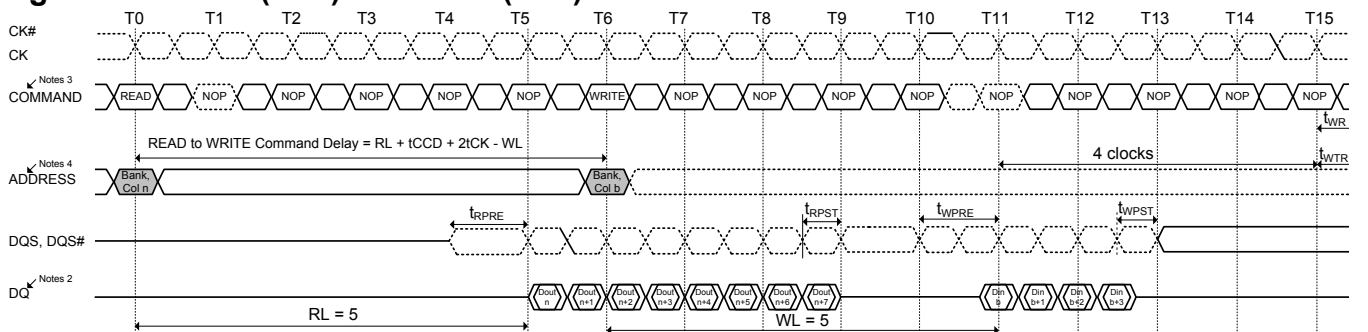 T0 T1 T2 T3 T4 T5 T6 T7 T8 T9 T10 T11 T12 T13 T14 T15
CK#
CK
Notes 3
COMMAND READ NOP NOP NOP NOP NOP WRITE NOP NOP NOP NOP NOP NOP NOP NOP NOP
tWR
READ to WRITE Command Delay = RL + tCCD + 2tCK - WL
4 clocks
tWTR
Notes 4
ADDRESS
Bank, Col n
Bank, Col b
tRPRE tRPST tWPRE tWPST
DQS, DQS#
Notes 2
DQ
Dout n
Dout n+1
Dout n+2
Dout n+3
Dout n+4
Dout n+5
Dout n+6
Dout n+7
Din b
Din b+1
Din b+2
Din b+3
RL = 5
WL = 5